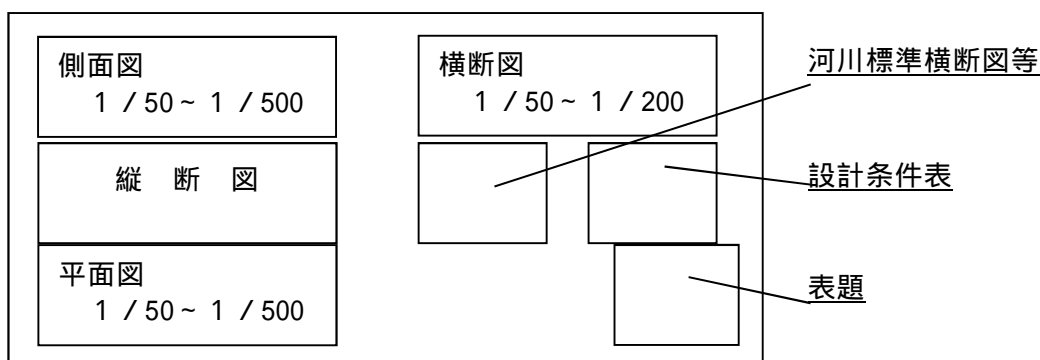 側面図
１／50～１／500
縦　断　図
平面図
１／50～１／500
横断図
１／50～１／200
河川標準横断図等
設計条件表
表題